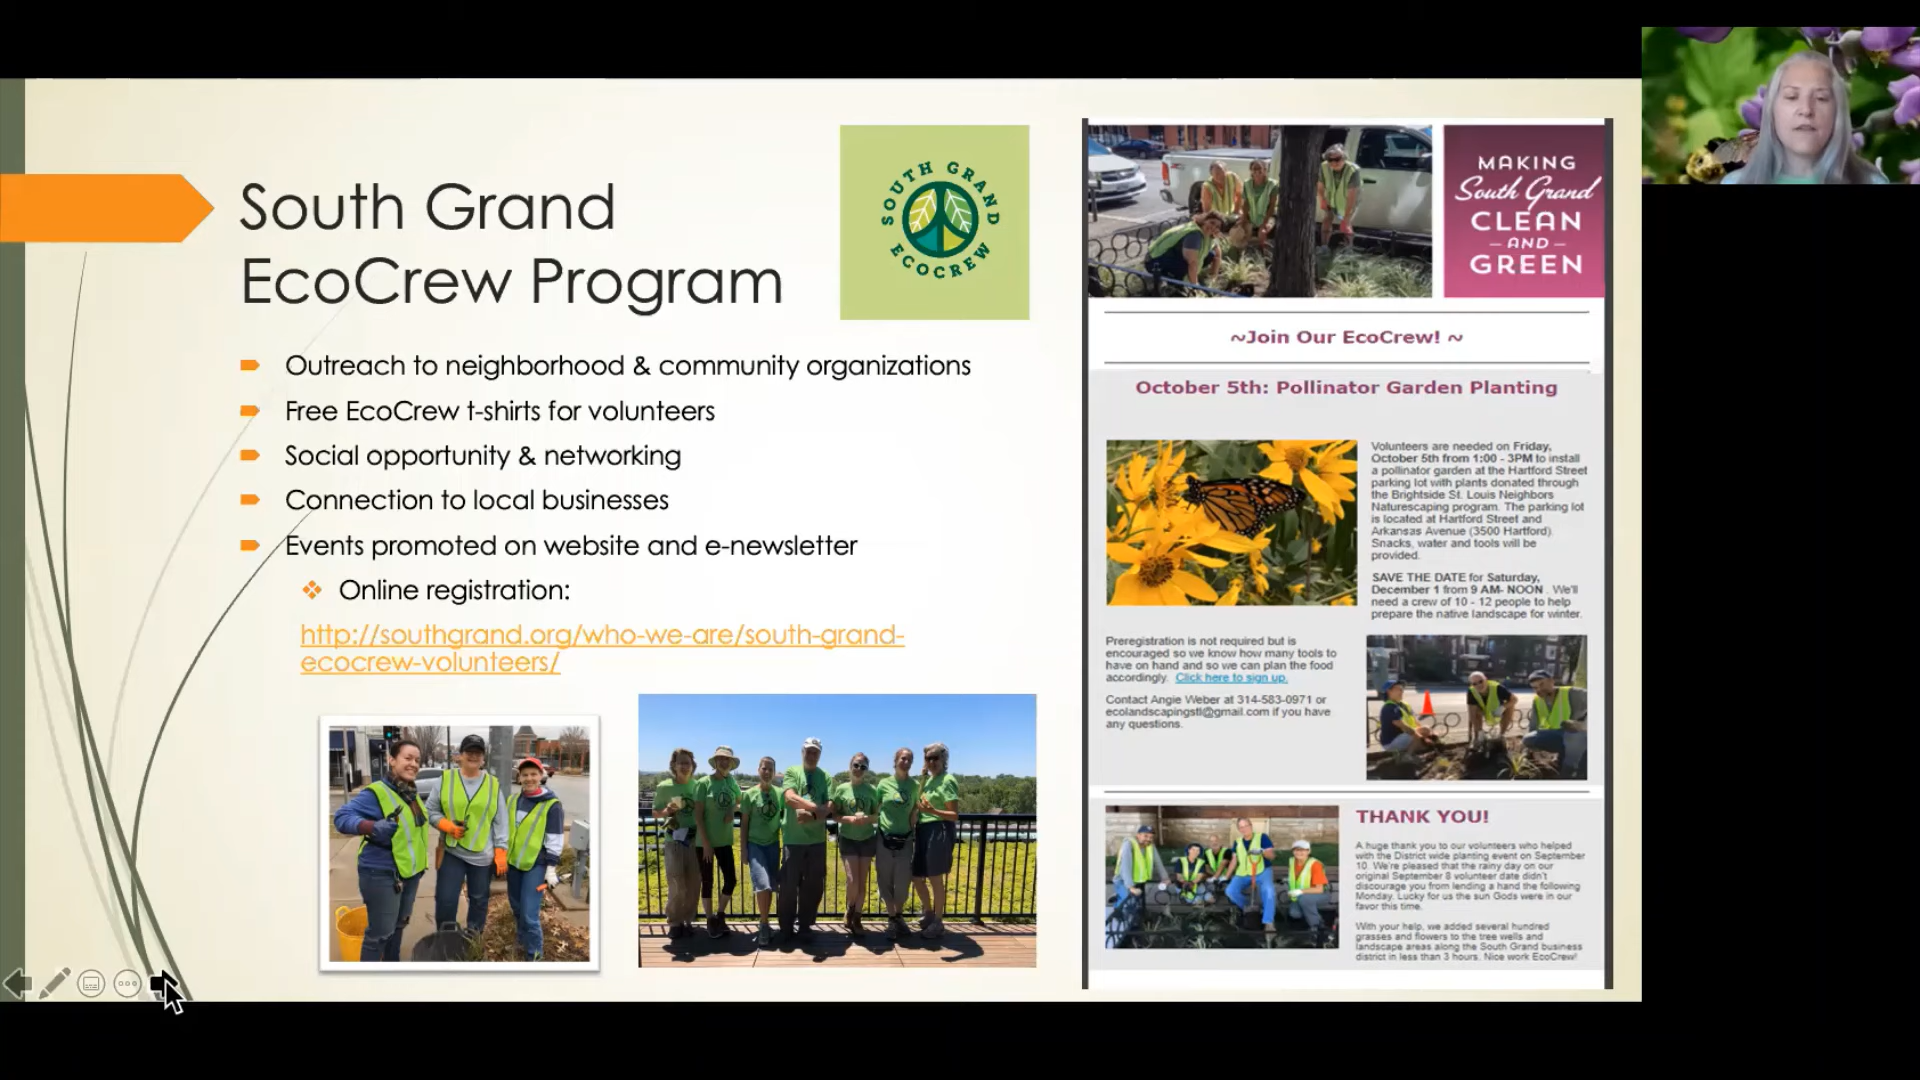 South Grand
EcoCrew Program
SOUTH GRAND
ECOCREW
Outreach to neighborhood & community organizations
Free EcoCrew t-shirts for volunteers
Social opportunity & networking
Connection to local businesses
Events promoted on website and e-newsletter
Online registration:
http://southgrand.org/who-we-are/south-grand-
ecocrew-volunteers/
MAKING
South Grand
CLEAN
AND
GREEN
~Join Our EcoCrew! ~
October 5th: Pollinator Garden Planting
Volunteers are needed on Friday,
October 5th from 1:00 - 3PM to install
a pollinator garden at the Hartford Street
parking lot with plants donated through
the Brightside St. Louis Neighbors
Naturescaping program. The parking lot
is located at Hartford Street and
Arkansas Avenue (3500 Hartford).
Snacks, water and tools will be
provided.
SAVE THE DATE for Saturday,
December 1 from 9 AM- NOON . We'll
need a crew of 10 - 12 people to help
prepare the native landscape for winter.
Preregistration is not required but is
encouraged so we know how many tools to
have on hand and so we can plan the food
accordingly. Click here to sign up.
Contact Angie Weber at 314-583-0971 or
ecolandscapingstl@gmail.com if you have
any questions.
THANK YOU!
A huge thank you to our volunteers who helped
with the District wide planting event on September
10. We're pleased that the rainy day on our
original September 8 volunteer date didn't
discourage you from lending a hand the following
Monday. Lucky for us the sun Gods were in our
favor this time.
With your help, we added several hundred
grasses and flowers to the tree wells and
landscape areas along the South Grand business
district in less than 3 hours. Nice work EcoCrew!